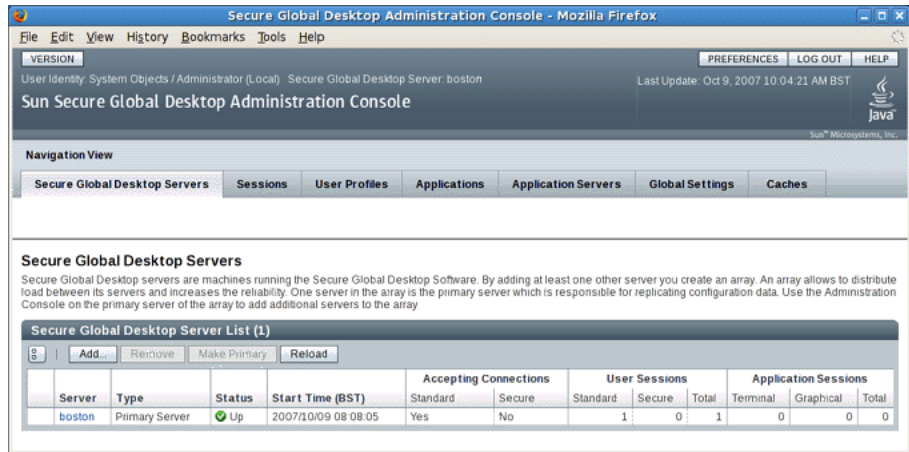 Secure Global Desktop Administration Console - Mozilla Firefox
File Edit View History Bookmarks Tools Help
VERSION PREFERENCES LOG OUT HELP
User Identity: System Objects / Administrator (Local) Secure Global Desktop Server: boston Last Update: Oct 9, 2007 10:04:21 AM BST
Sun Secure Global Desktop Administration Console
Java
Sun™ Microsystems, Inc.
Navigation View
Secure Global Desktop Servers Sessions User Profiles Applications Application Servers Global Settings Caches
Secure Global Desktop Servers
Secure Global Desktop servers are machines running the Secure Global Desktop Software. By adding at least one other server you create an array. An array allows to distribute
load between its servers and increases the reliability. One server in the array is the primary server which is responsible for replicating configuration data. Use the Administration
Console on the primary server of the array to add additional servers to the array
Secure Global Desktop Server List (1)
Add... Remove Make Primary Reload
Accepting Connections User Sessions Application Sessions
Server Type Status Start Time (BST) Standard Secure Standard Secure Total Terminal Graphical Total
boston Primary Server Up 2007/10/09 08:08:05 Yes No 1 0 1 0 0 0